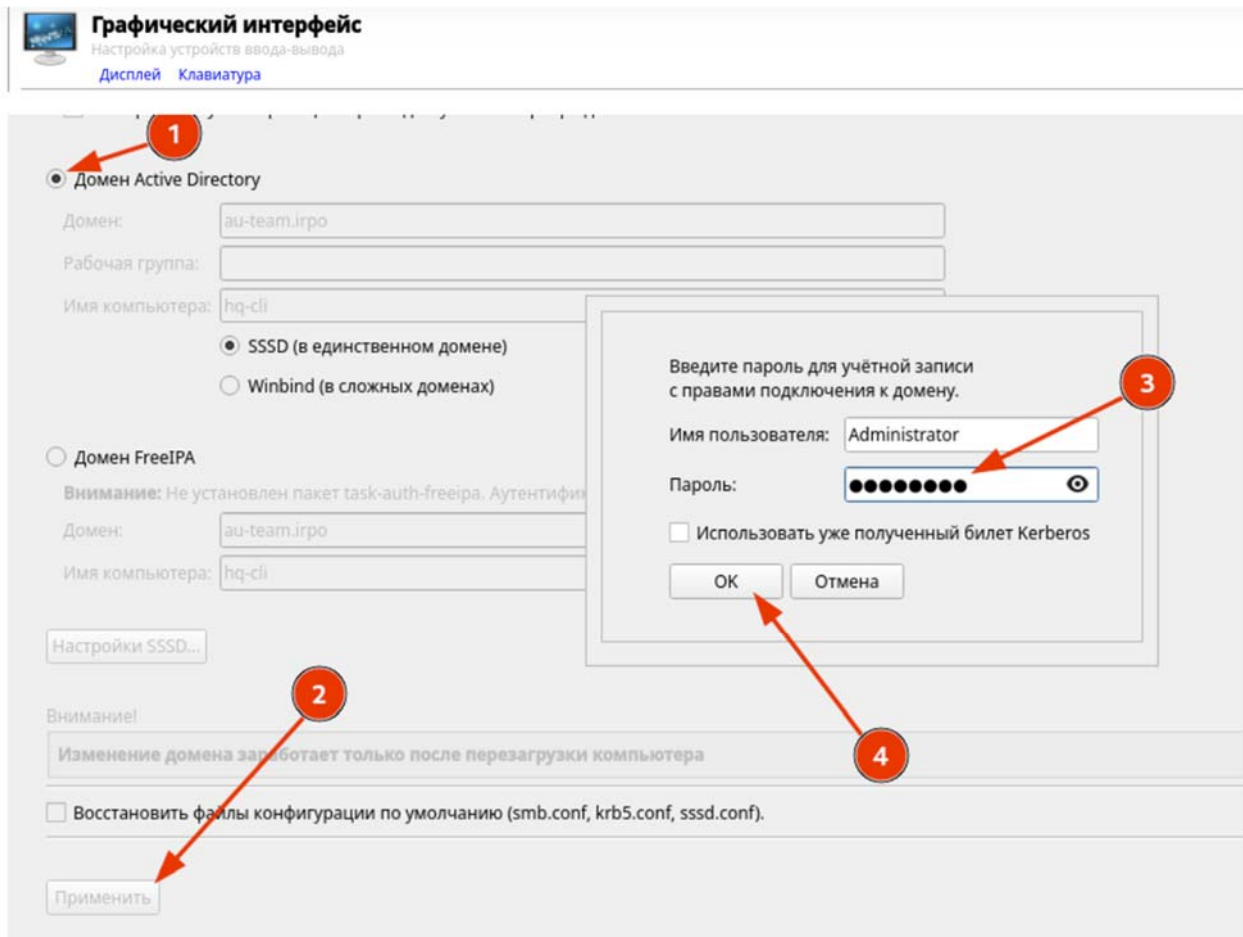 Графический интерфейс
Настройка устройств ввода-вывода
Дисплей Клавиатура
1
Домен Active Directory
Домен: au-team.irpo
Рабочая группа:
Имя компьютера: hq-cli
SSSD (в единственном домене)
Winbind (в сложных доменах)
Введите пароль для учётной записи
с правами подключения к домену.
3
Имя пользователя: Administrator
Пароль: ●●●●●●●●
Использовать уже полученный билет Kerberos
OK Отмена
Домен FreeIPA
Внимание: Не установлен пакет task-auth-freeipa.
Домен: au-team.irpo
Имя компьютера: hq-cli
Настройки SSSD...
2
4
Внимание!
Изменение домена заработает только после перезагрузки компьютера
Восстановить файлы конфигурации по умолчанию (smb.conf, krb5.conf, sssd.conf).
Применить